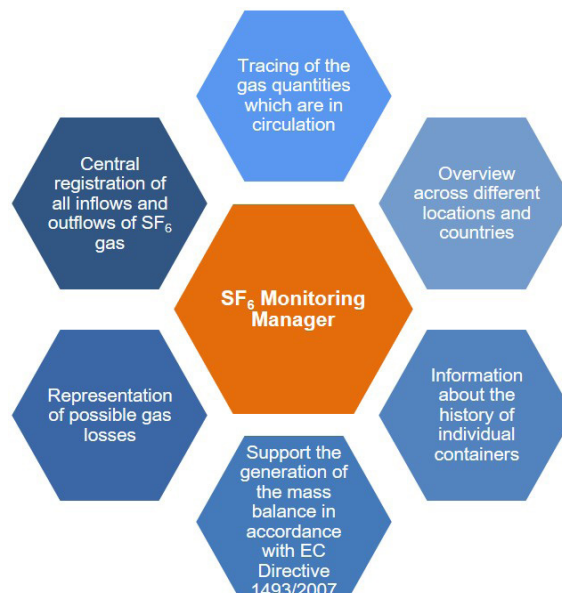 Tracing of the
gas quantities
which are in
circulation
Central
registration of
all inflows and
outflows of SF₆
gas
Overview
across different
locations and
countries
SF₆ Monitoring
Manager
Representation
of possible gas
losses
Information
about the
history of
individual
containers
Support the
generation of
the mass
balance in
accordance
with EC
Directive
1493/2007